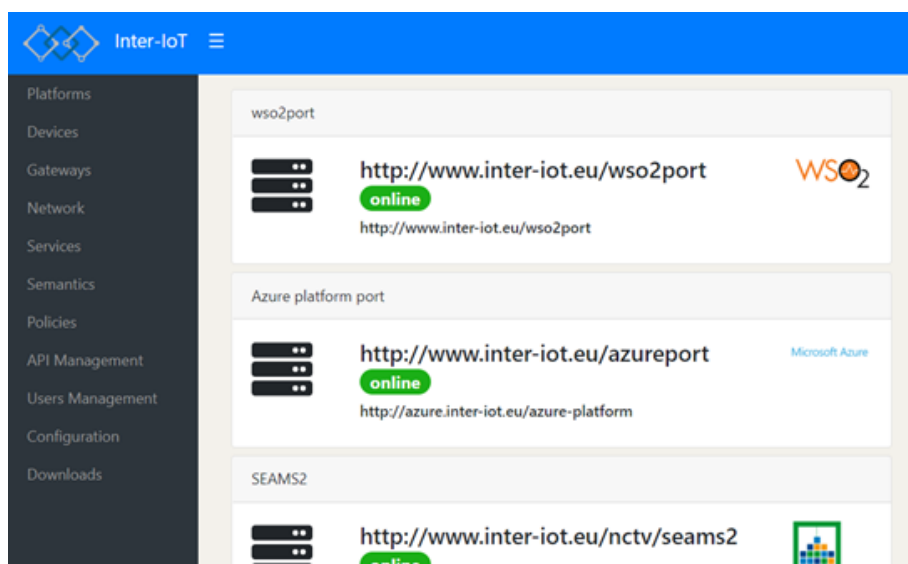 Inter-IoT
Platforms
Devices
Gateways
Network
Services
Semantics
Policies
API Management
Users Management
Configuration
Downloads
wso2port
http://www.inter-iot.eu/wso2port
online
http://www.inter-iot.eu/wso2port
WSO2
Azure platform port
http://www.inter-iot.eu/azureport
online
http://azure.inter-iot.eu/azure-platform
Microsoft Azure
SEAMS2
http://www.inter-iot.eu/nctv/seams2
online